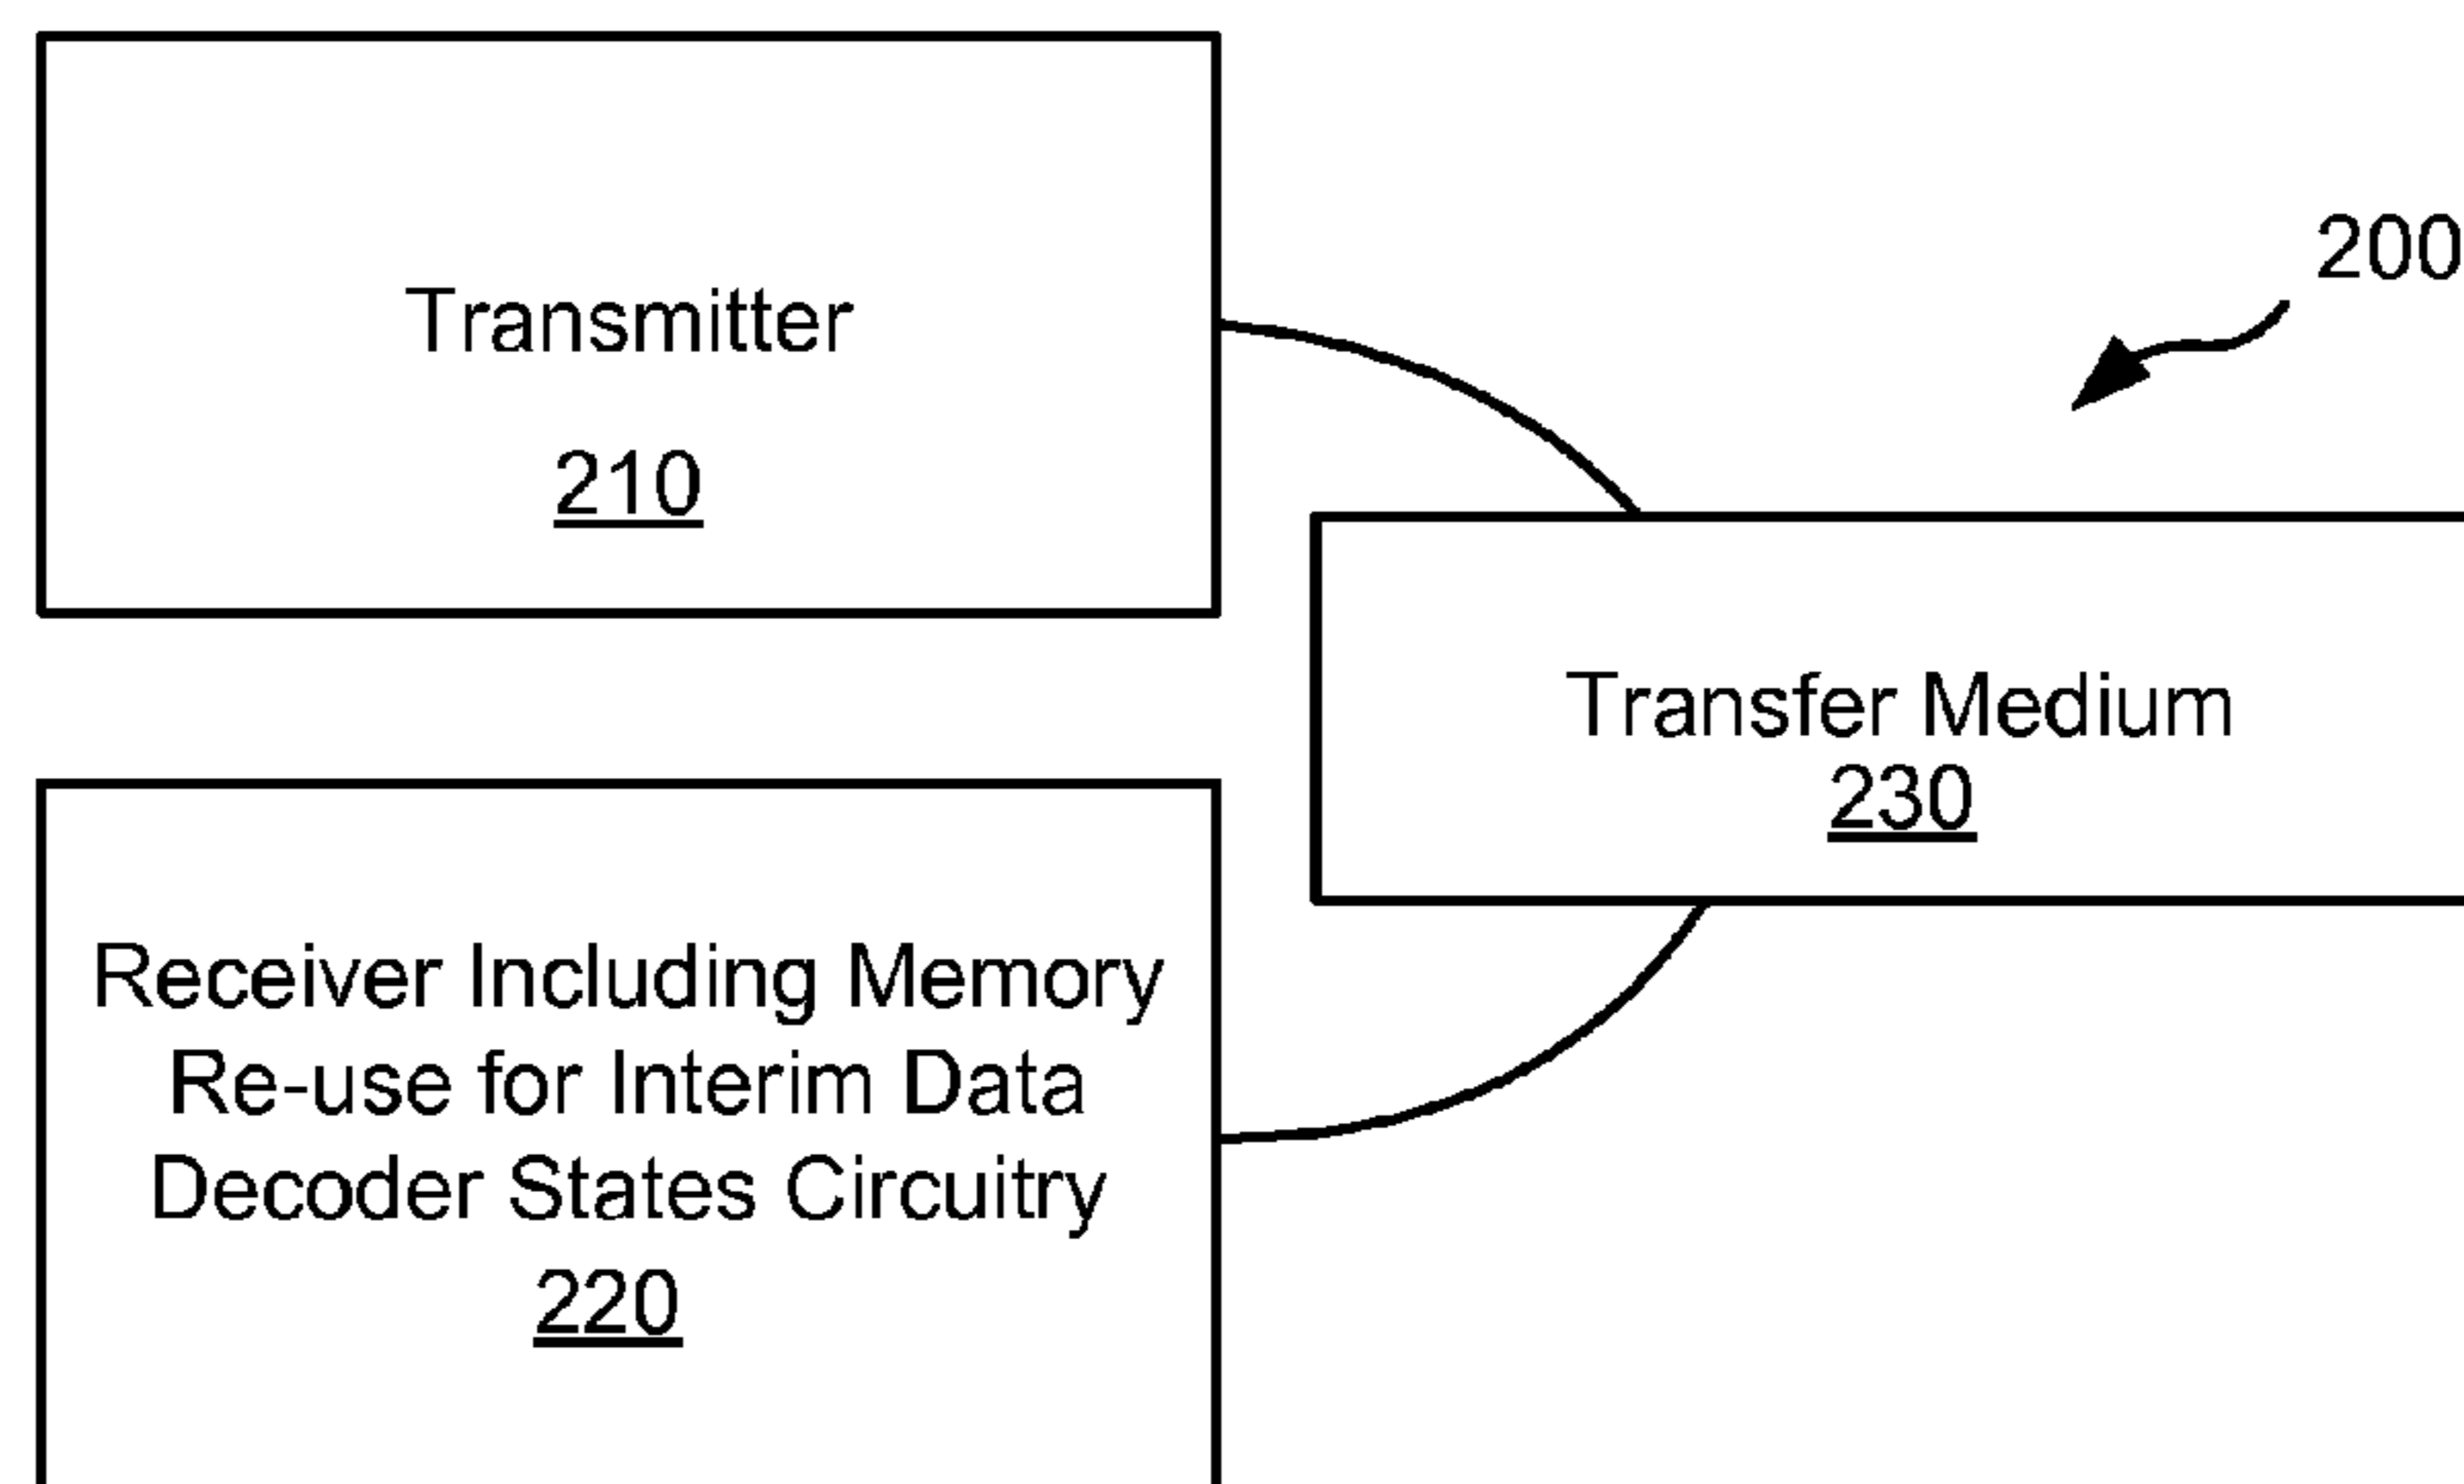 Transmitter
210
200
Transfer Medium
230
Receiver Including Memory
Re-use for Interim Data
Decoder States Circuitry
220